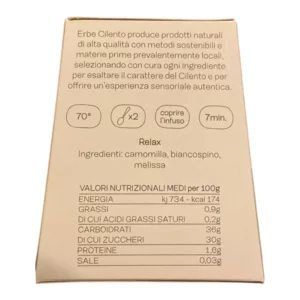 Erbe Cilento produce prodotti naturali
di alta qualità con metodi sostenibili e
materie prime prevalentemente locali,
selezionando con cura ogni ingrediente
per esaltare il carattere del Cilento e per
offrire un'esperienza sensoriale autentica.
70°
x2
coprire
l'infuso
7min.
Relax
Ingredienti: camomilla, biancospino,
melissa
VALORI NUTRIZIONALI MEDI per 100g
ENERGIA kj 734 - kcal 174
GRASSI 0,9g
DI CUI ACIDI GRASSI SATURI 0,2g
CARBOIDRATI 36g
DI CUI ZUCCHERI 30g
PROTEINE 1,6g
SALE 0,03g